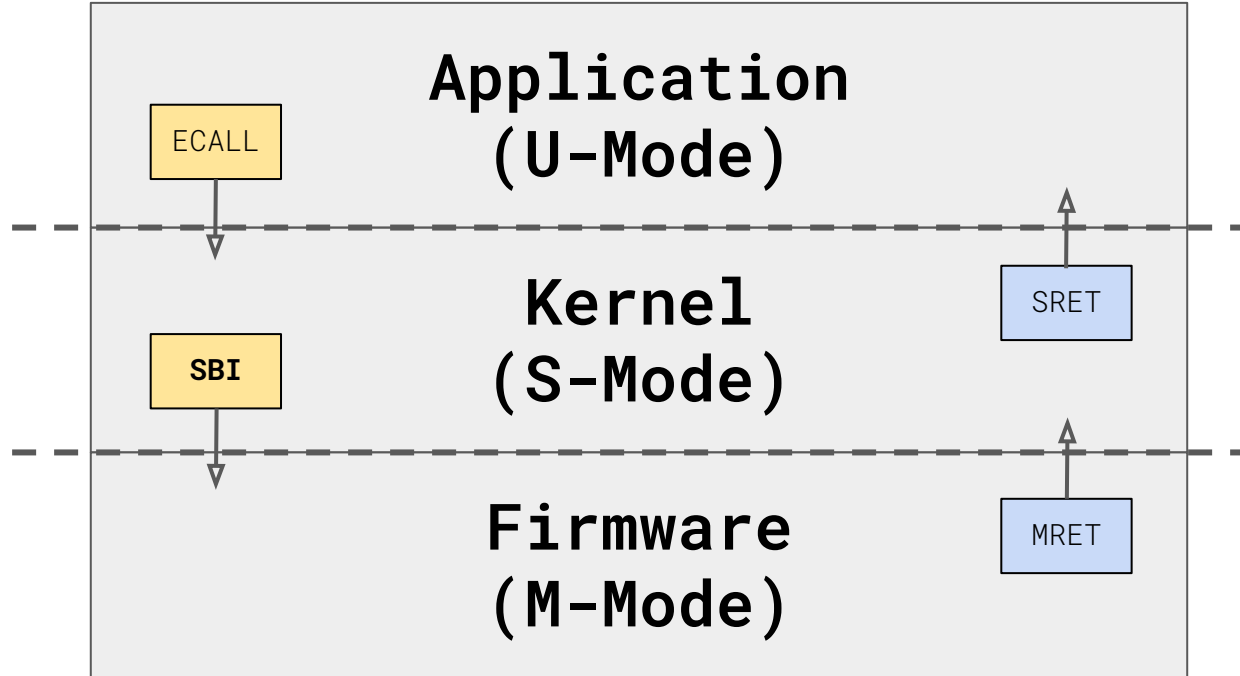 Application
(U-Mode)
ECALL
Kernel
(S-Mode)
SRET
SBI
Firmware
(M-Mode)
MRET